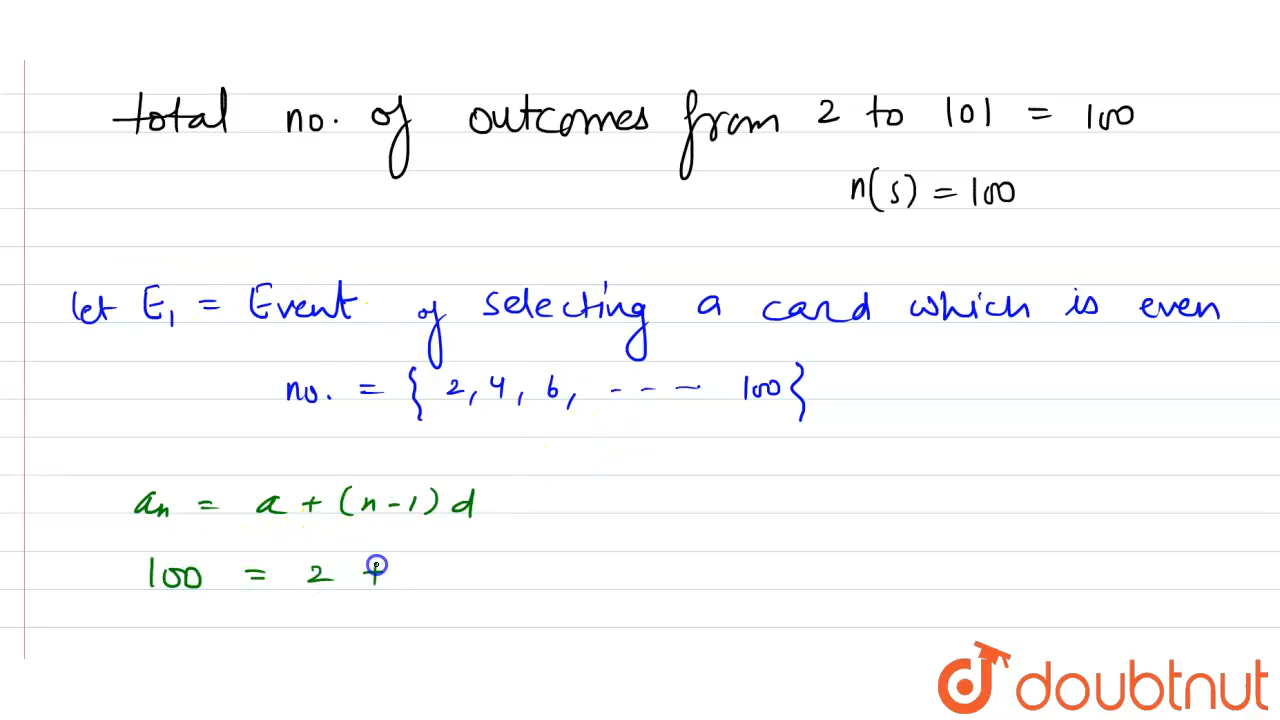 total no. of outcomes from 2 to 101 = 100
n(s) = 100
let E₁ = Event of selecting a card which is even
no. = { 2, 4, 6, - - - 100}
aₙ = a + (n-1) d
100 = 2 +
doubtnut